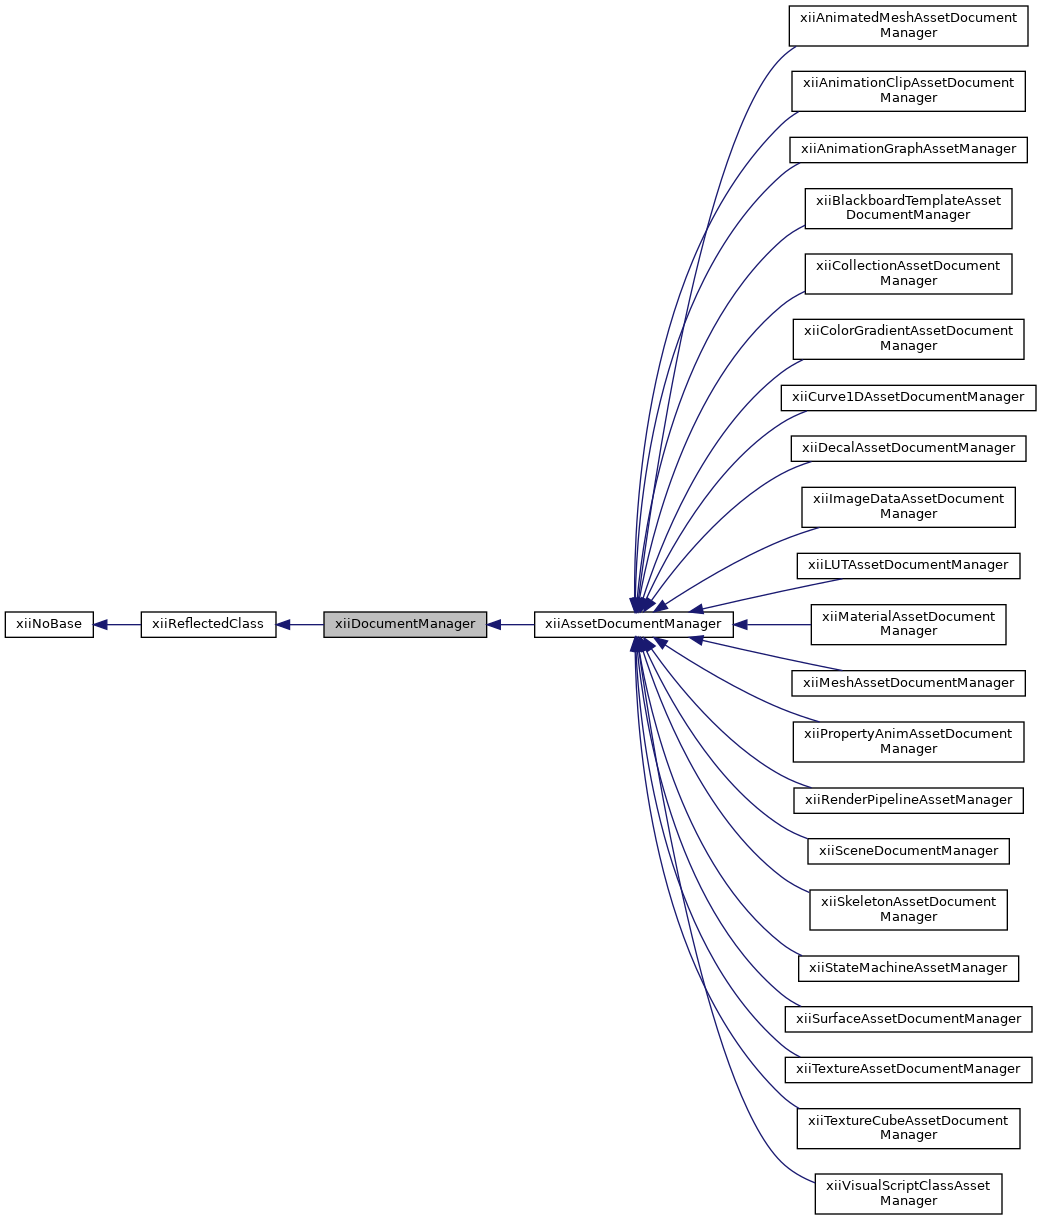 xiiAnimatedMeshAssetDocument
Manager
xiiAnimationClipAssetDocument
Manager
xiiAnimationGraphAssetManager
xiiBlackboardTemplateAsset
DocumentManager
xiiCollectionAssetDocument
Manager
xiiColorGradientAssetDocument
Manager
xiiCurve1DAssetDocumentManager
xiiDecalAssetDocumentManager
xiiImageDataAssetDocument
Manager
xiiLUTAssetDocumentManager
xiiNoBase
xiiReflectedClass
xiiDocumentManager
xiiAssetDocumentManager
xiiMaterialAssetDocument
Manager
xiiMeshAssetDocumentManager
xiiPropertyAnimAssetDocument
Manager
xiiRenderPipelineAssetManager
xiiSceneDocumentManager
xiiSkeletonAssetDocument
Manager
xiiStateMachineAssetManager
xiiSurfaceAssetDocumentManager
xiiTextureAssetDocumentManager
xiiTextureCubeAssetDocument
Manager
xiiVisualScriptClassAsset
Manager